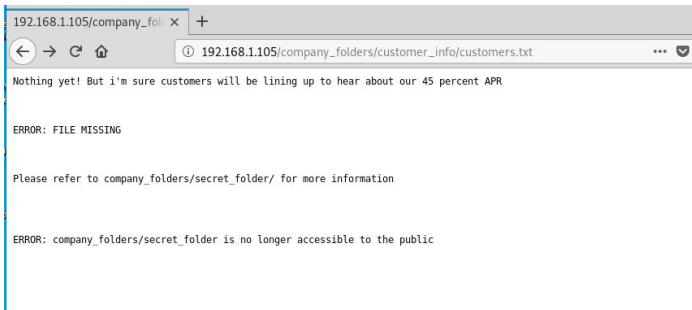 192.168.1.105/company_fol
192.168.1.105/company_folders/customer_info/customers.txt
Nothing yet! But i'm sure customers will be lining up to hear about our 45 percent APR
ERROR: FILE MISSING
Please refer to company_folders/secret_folder/ for more information
ERROR: company_folders/secret_folder is no longer accessible to the public